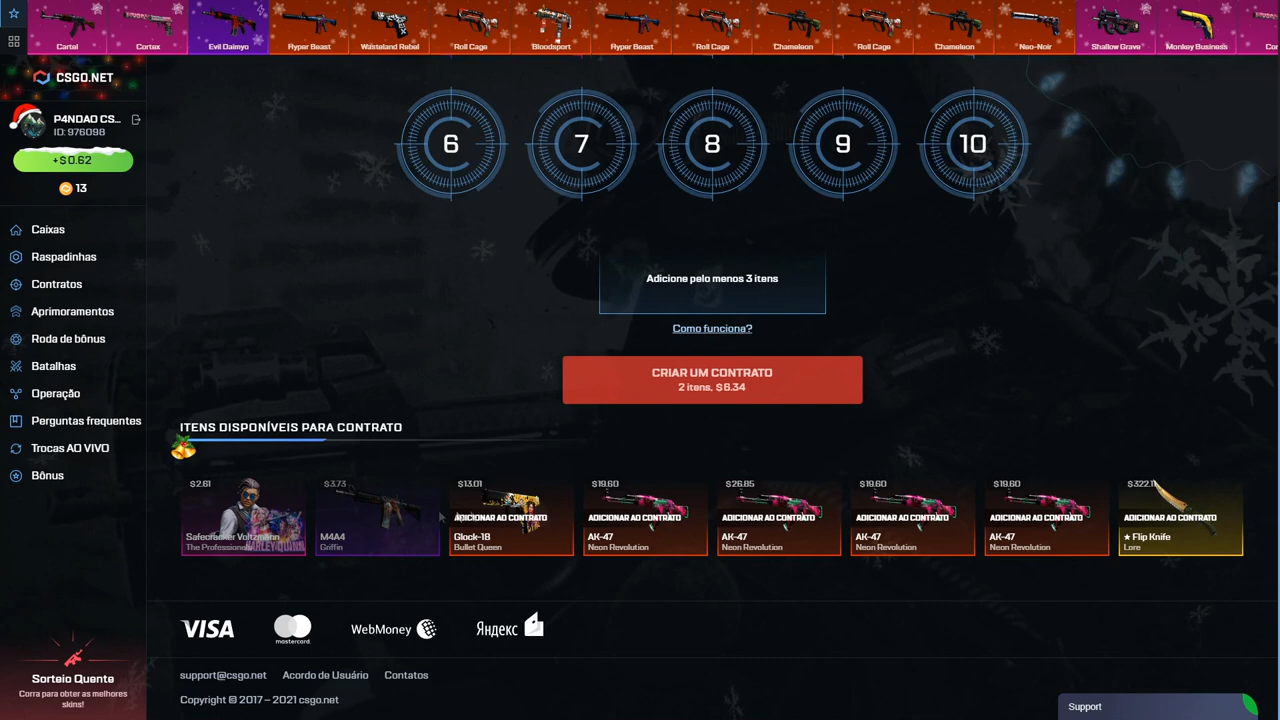 Cartel
Cortex
Evil Daimyo
Hyper Beast
Wasteland Rebel
Roll Cage
Bloodsport
Hyper Beast
Roll Cage
Chameleon
Roll Cage
Chameleon
Neo-Noir
Shallow Grave
Monkey Business
CSGO.NET
P4NDAO CS...
ID: 976098
+$0.62
13
Caixas
Raspadinhas
Contratos
Aprimoramentos
Roda de bônus
Batalhas
Operação
Perguntas frequentes
Trocas AO VIVO
Bônus
Sorteio Quente
Corra para obter as melhores
skins!
6
7
8
9
10
Adicione pelo menos 3 itens
Como funciona?
CRIAR UM CONTRATO
2 itens, $6.34
ITENS DISPONÍVEIS PARA CONTRATO
$2.61
Safecracker Voltzmann
The Professionals
$3.73
M4A4
Griffin
$13.01
ADICIONAR AO CONTRATO
Glock-18
Bullet Queen
$19.60
ADICIONAR AO CONTRATO
AK-47
Neon Revolution
$26.85
ADICIONAR AO CONTRATO
AK-47
Neon Revolution
$19.60
ADICIONAR AO CONTRATO
AK-47
Neon Revolution
$19.60
ADICIONAR AO CONTRATO
AK-47
Neon Revolution
ADICIONAR AO CONTRATO
★ Flip Knife
Lore
VISA
mastercard.
WebMoney
Яндекс
support@csgo.net
Acordo de Usuário
Contatos
Copyright © 2017 – 2021 csgo.net
Support